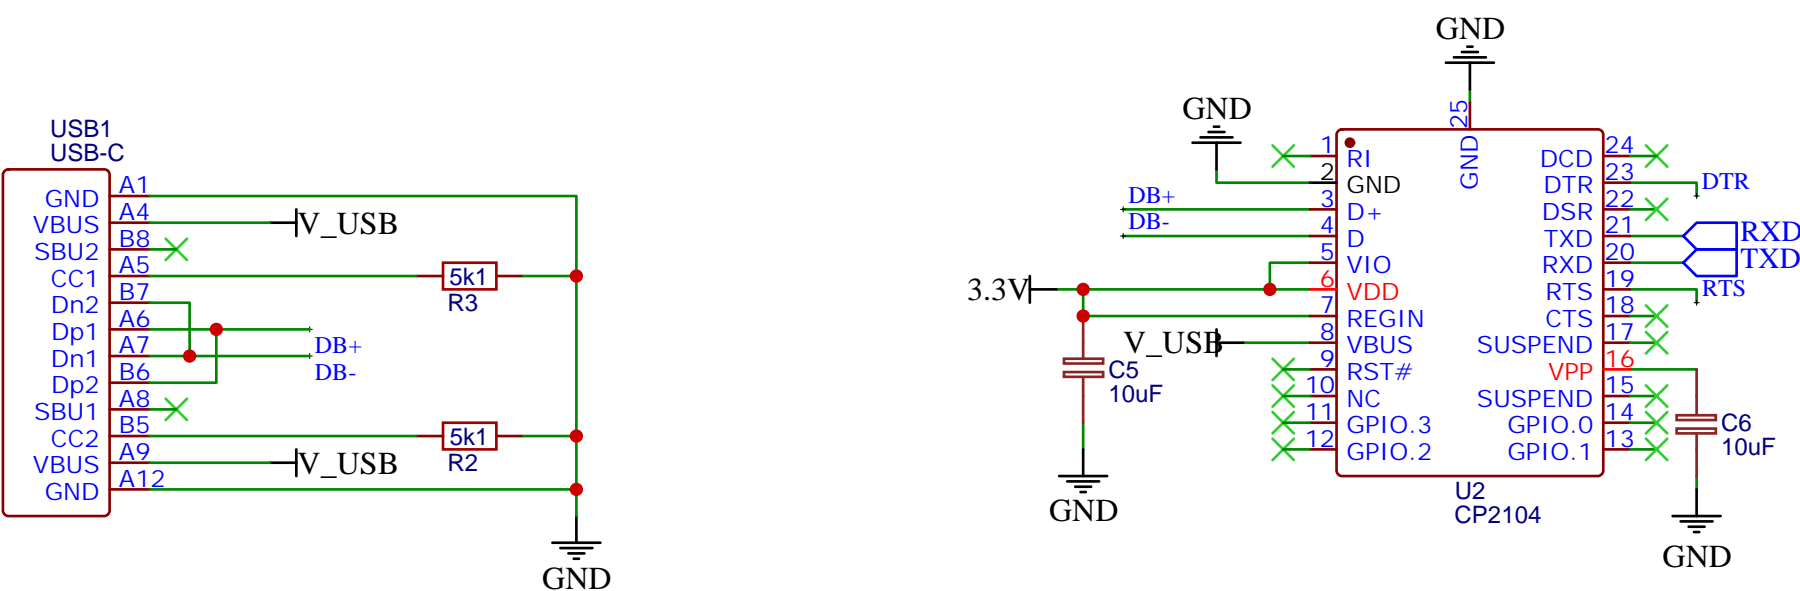 USB1
USB-C
GND A1
VBUS A4
V_USB
SBU2 B8
CC1 A5
5k1
R3
Dn2 B7
Dp1 A6
DB+
Dn1 A7
DB-
Dp2 B6
SBU1 A8
CC2 B5
5k1
R2
VBUS A9
V_USB
GND A12
GND
GND
GND
25
GND
1 RI
2 GND
DB+
3 D+
DB-
4 D
5 VIO
3.3V
6 VDD
7 REGIN
V_USB
8 VBUS
9 RST#
10 NC
11 GPIO.3
12 GPIO.2
C5
10uF
GND
DCD 24
DTR 23
DTR
DSR 22
TXD 21
RXD
RXD 20
TXD
RTS 19
RTS
CTS 18
SUSPEND 17
VPP 16
SUSPEND 15
GPIO.0 14
GPIO.1 13
C6
10uF
GND
U2
CP2104